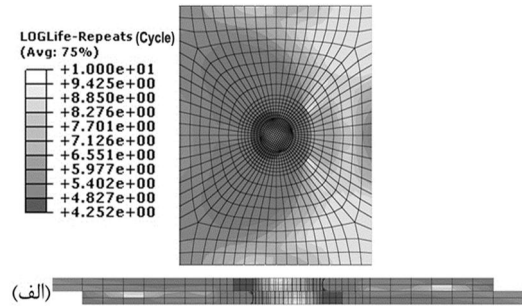 LOGLife-Repeats (Cycle)
(Avg: 75%)
+1.000e+01
+9.425e+00
+8.850e+00
+8.276e+00
+7.701e+00
+7.126e+00
+6.551e+00
+5.977e+00
+5.402e+00
+4.827e+00
+4.252e+00
(الف)